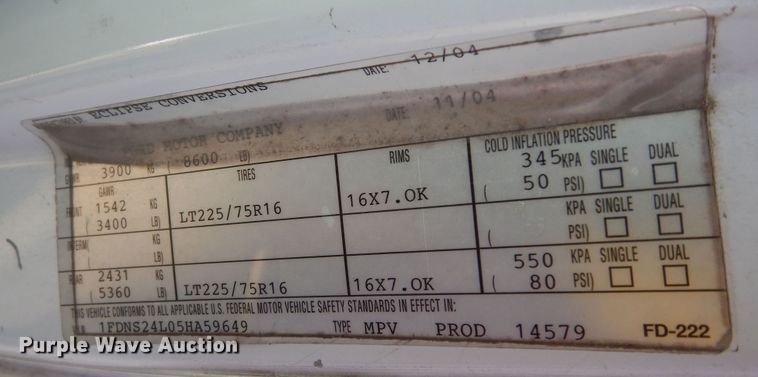 ECLIPSE CONVERSIONS DATE: 12/04
MOTOR COMPANY DATE: 11/04
GVWR 3900 KG ( 8600 LB) TIRES RIMS COLD INFLATION PRESSURE
GAWR
FRONT 1542 KG LT225/75R16 16X7.OK 345 KPA SINGLE DUAL
( 3400 LB) ( 50 PSI)
INTERM KG KPA SINGLE DUAL
LB) ( PSI)
REAR 2431 KG LT225/75R16 16X7.OK 550 KPA SINGLE DUAL
( 5360 LB) ( 80 PSI)
THIS VEHICLE CONFORMS TO ALL APPLICABLE U.S. FEDERAL MOTOR VEHICLE SAFETY STANDARDS IN EFFECT IN:
1FDNS24L05HA59649 TYPE MPV PROD 14579 FD-222
Purple Wave Auction